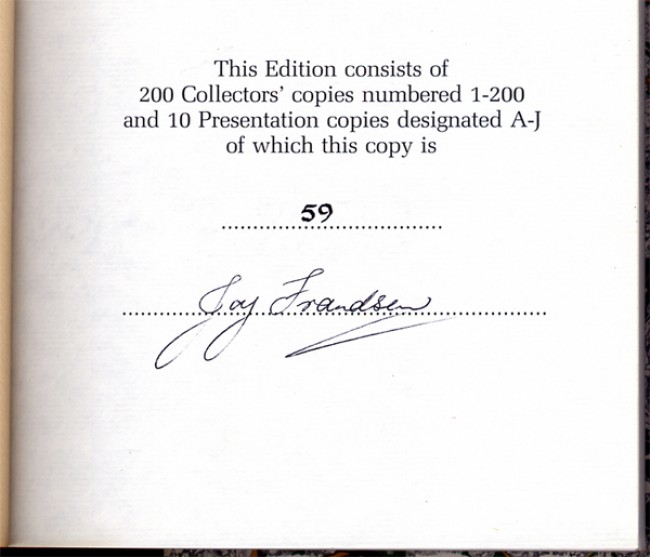 This Edition consists of
200 Collectors' copies numbered 1-200
and 10 Presentation copies designated A-J
of which this copy is
59
Joy Frandsen